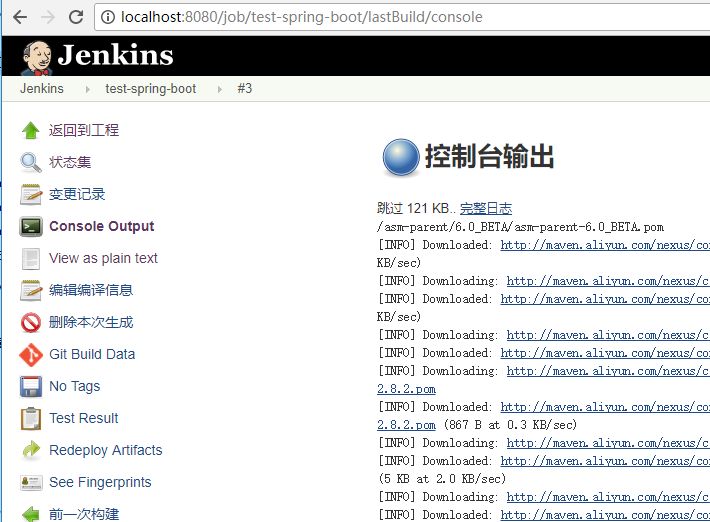 localhost:8080/job/test-spring-boot/lastBuild/console
Jenkins
Jenkins test-spring-boot #3
返回到工程
状态集
变更记录
Console Output
View as plain text
编辑编译信息
删除本次生成
Git Build Data
No Tags
Test Result
Redeploy Artifacts
See Fingerprints
前一次构建
控制台输出
跳过 121 KB.. 完整日志
/asm-parent/6.0_BETA/asm-parent-6.0_BETA.pom
[INFO] Downloaded: http://maven.aliyun.com/nexus/co
KB/sec)
[INFO] Downloading: http://maven.aliyun.com/nexus/c
[INFO] Downloaded: http://maven.aliyun.com/nexus/co
KB/sec)
[INFO] Downloading: http://maven.aliyun.com/nexus/c
[INFO] Downloaded: http://maven.aliyun.com/nexus/co
[INFO] Downloading: http://maven.aliyun.com/nexus/c
2.8.2.pom
[INFO] Downloaded: http://maven.aliyun.com/nexus/co
2.8.2.pom (867 B at 0.3 KB/sec)
[INFO] Downloading: http://maven.aliyun.com/nexus/c
[INFO] Downloaded: http://maven.aliyun.com/nexus/co
(5 KB at 2.0 KB/sec)
[INFO] Downloading: http://maven.aliyun.com/nexus/c
[INFO] Downloaded: http://maven.aliyun.com/nexus/co